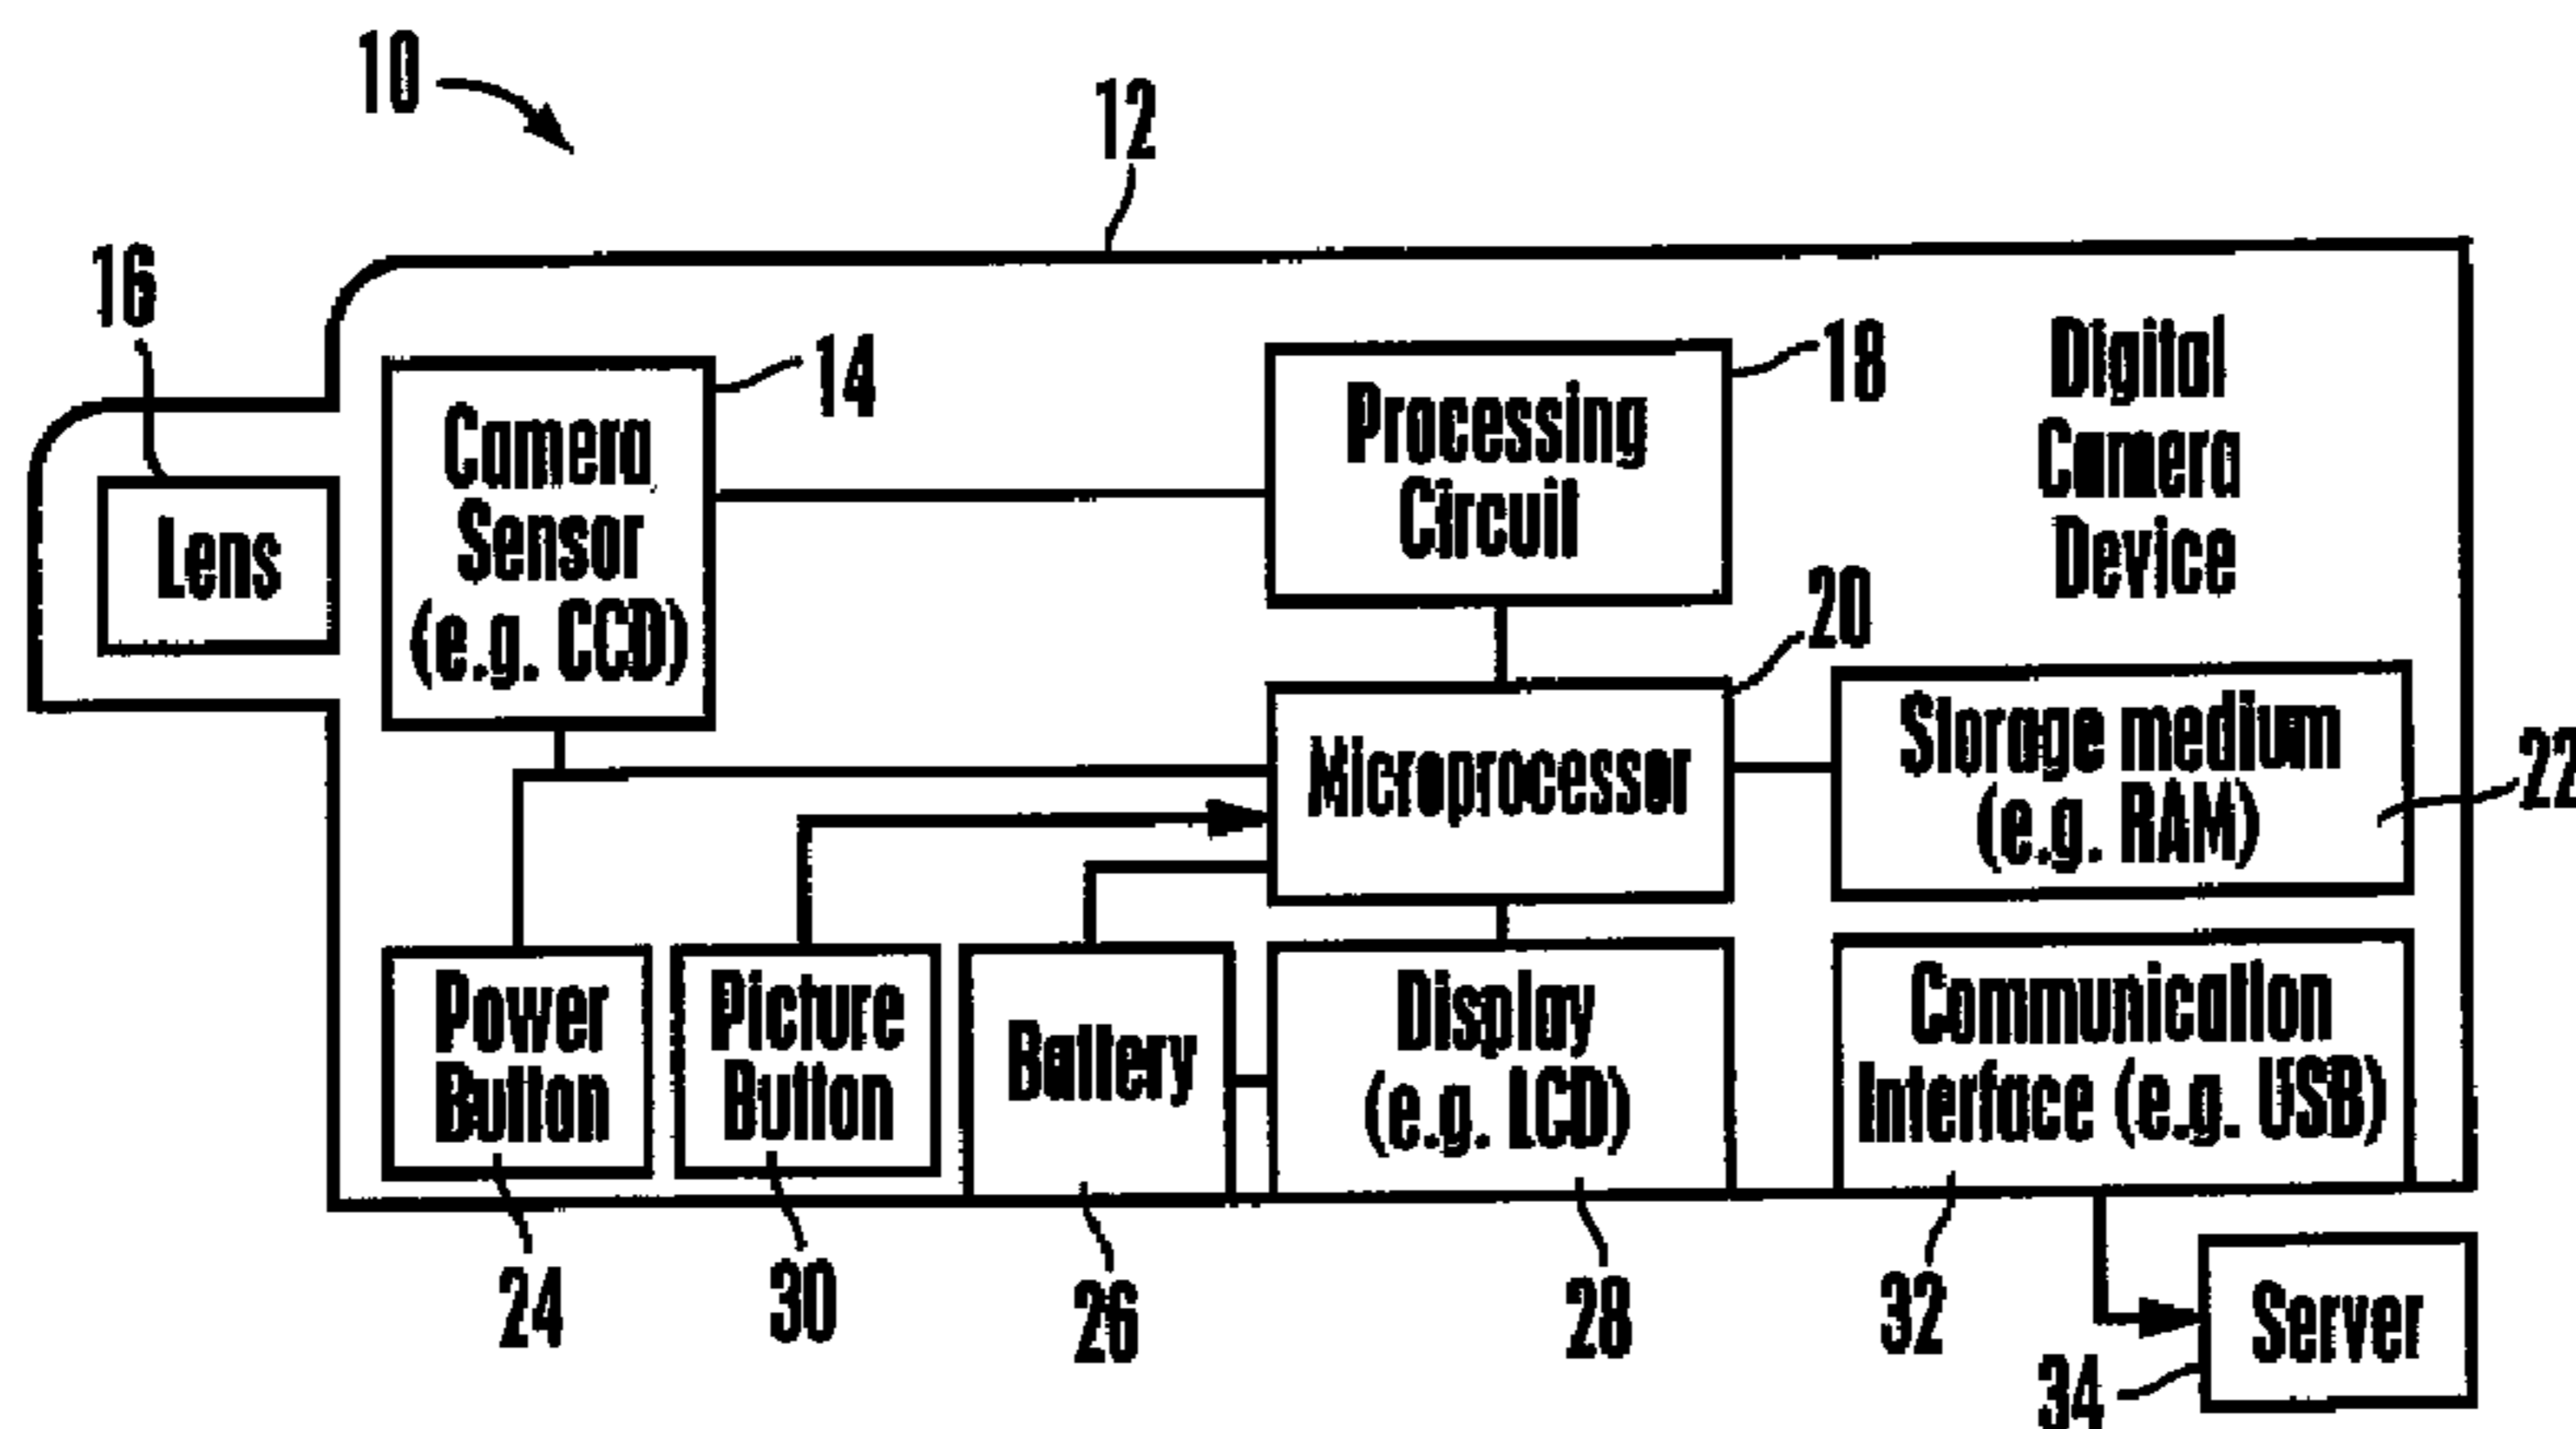 10
12
16
14
18
Digital
Camera
Device
Camera
Sensor
(e.g. CCD)
Processing
Circuit
Lens
20
Microprocessor
Storage medium
(e.g. RAM)
22
Power
Button
Picture
Button
Battery
Display
(e.g. LCD)
Communication
Interface (e.g. USB)
24
30
26
28
32
Server
34